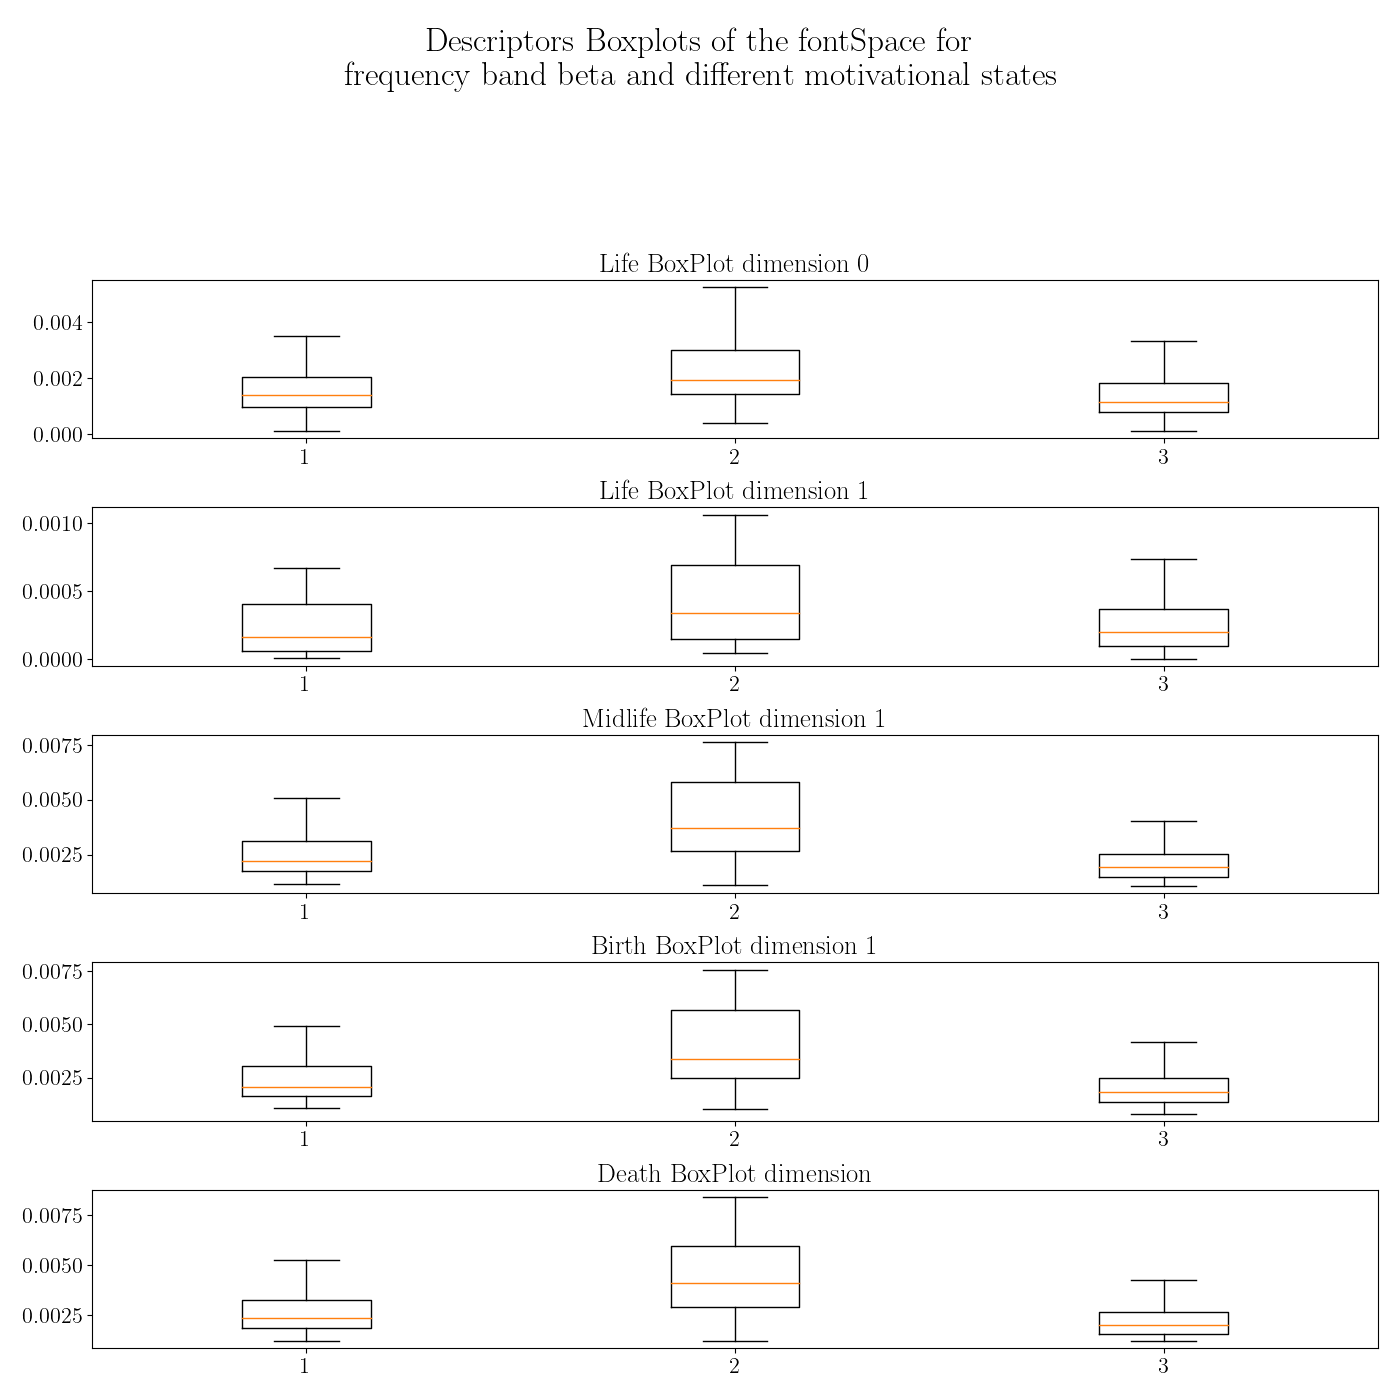 Descriptors Boxplots of the fontSpace for
frequency band beta and different motivational states
Life BoxPlot dimension 0
0.004
0.002
0.000
1 2 3
Life BoxPlot dimension 1
0.0010
0.0005
0.0000
1 2 3
Midlife BoxPlot dimension 1
0.0075
0.0050
0.0025
1 2 3
Birth BoxPlot dimension 1
0.0075
0.0050
0.0025
1 2 3
Death BoxPlot dimension
0.0075
0.0050
0.0025
1 2 3